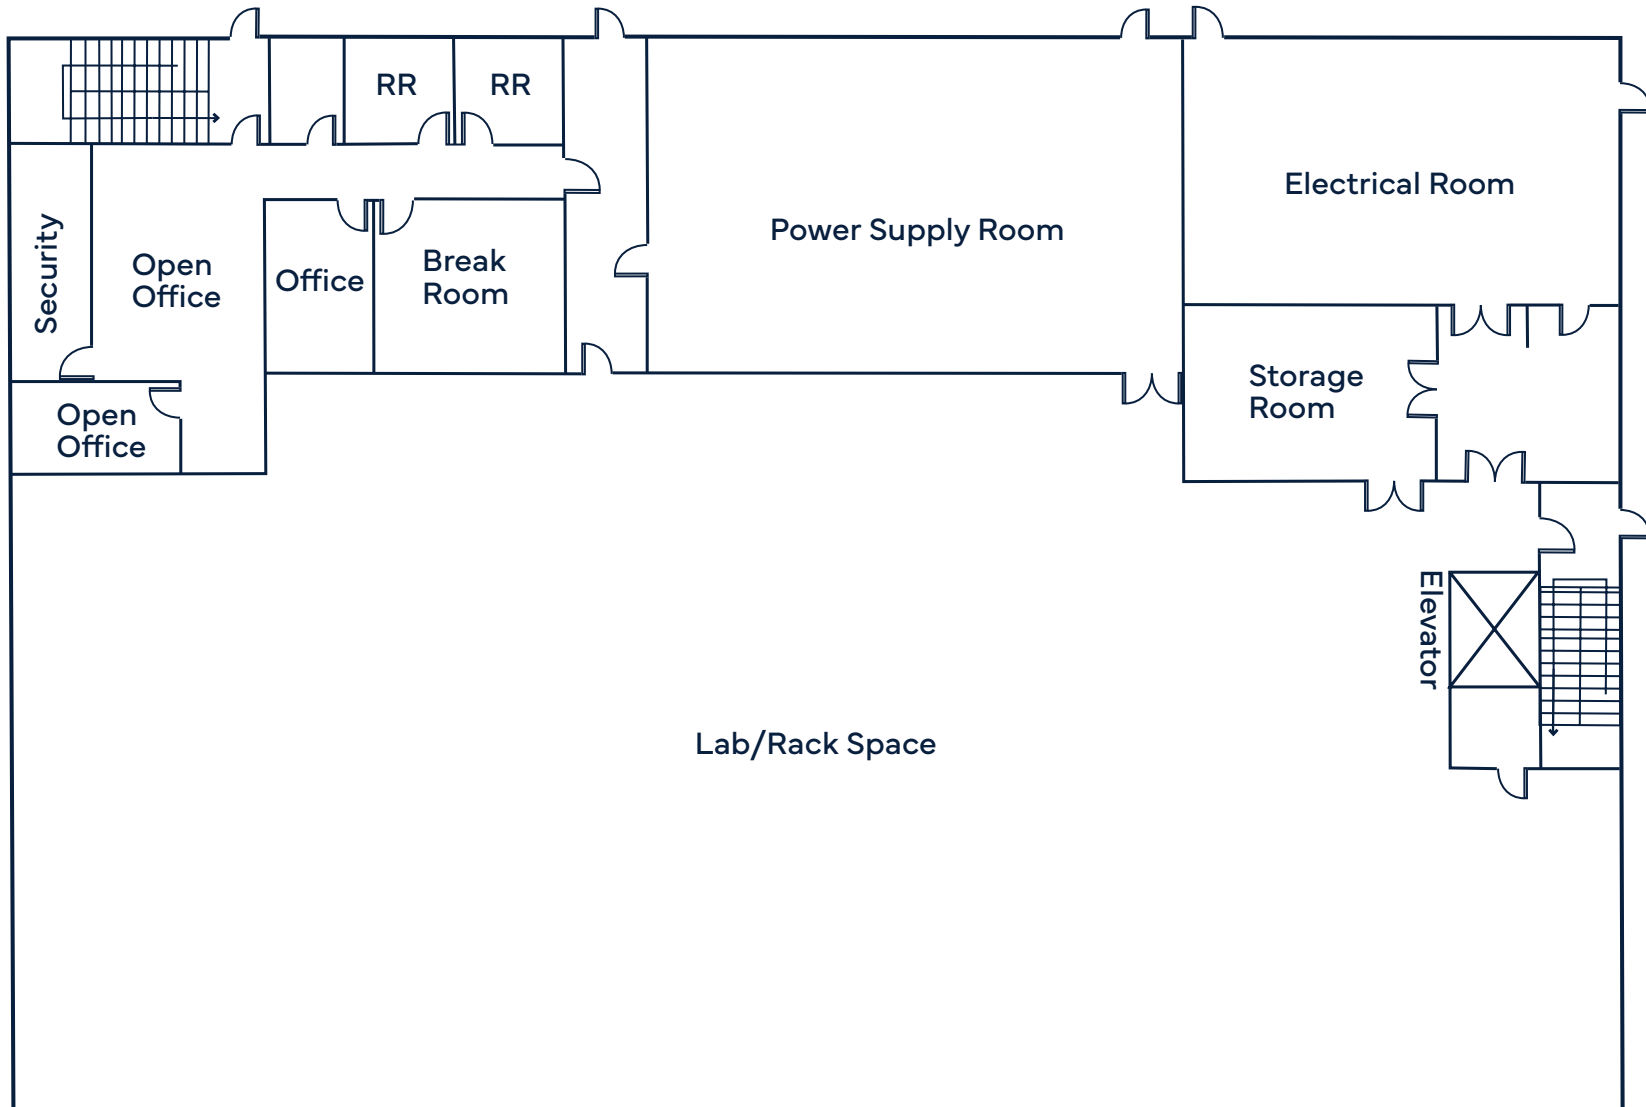 RR
RR
Electrical Room
Power Supply Room
Security
Open
Office
Office
Break
Room
Storage
Room
Open
Office
Elevator
Lab/Rack Space